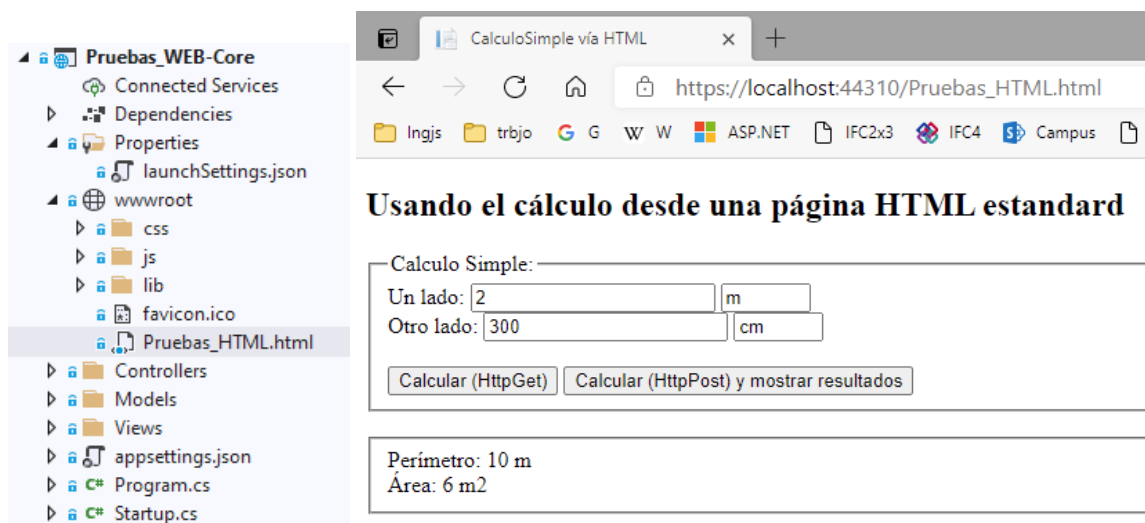 Pruebas_WEB-Core
Connected Services
Dependencies
Properties
launchSettings.json
wwwroot
css
js
lib
favicon.ico
Pruebas_HTML.html
Controllers
Models
Views
appsettings.json
C# Program.cs
C# Startup.cs
CalculoSimple vía HTML
https://localhost:44310/Pruebas_HTML.html
Ingjs trbjo G G W W ASP.NET IFC2x3 IFC4 Campus
Usando el cálculo desde una página HTML estandard
Calculo Simple:
Un lado: 2 m
Otro lado: 300 cm
Calcular (HttpGet) Calcular (HttpPost) y mostrar resultados
Perímetro: 10 m
Área: 6 m2